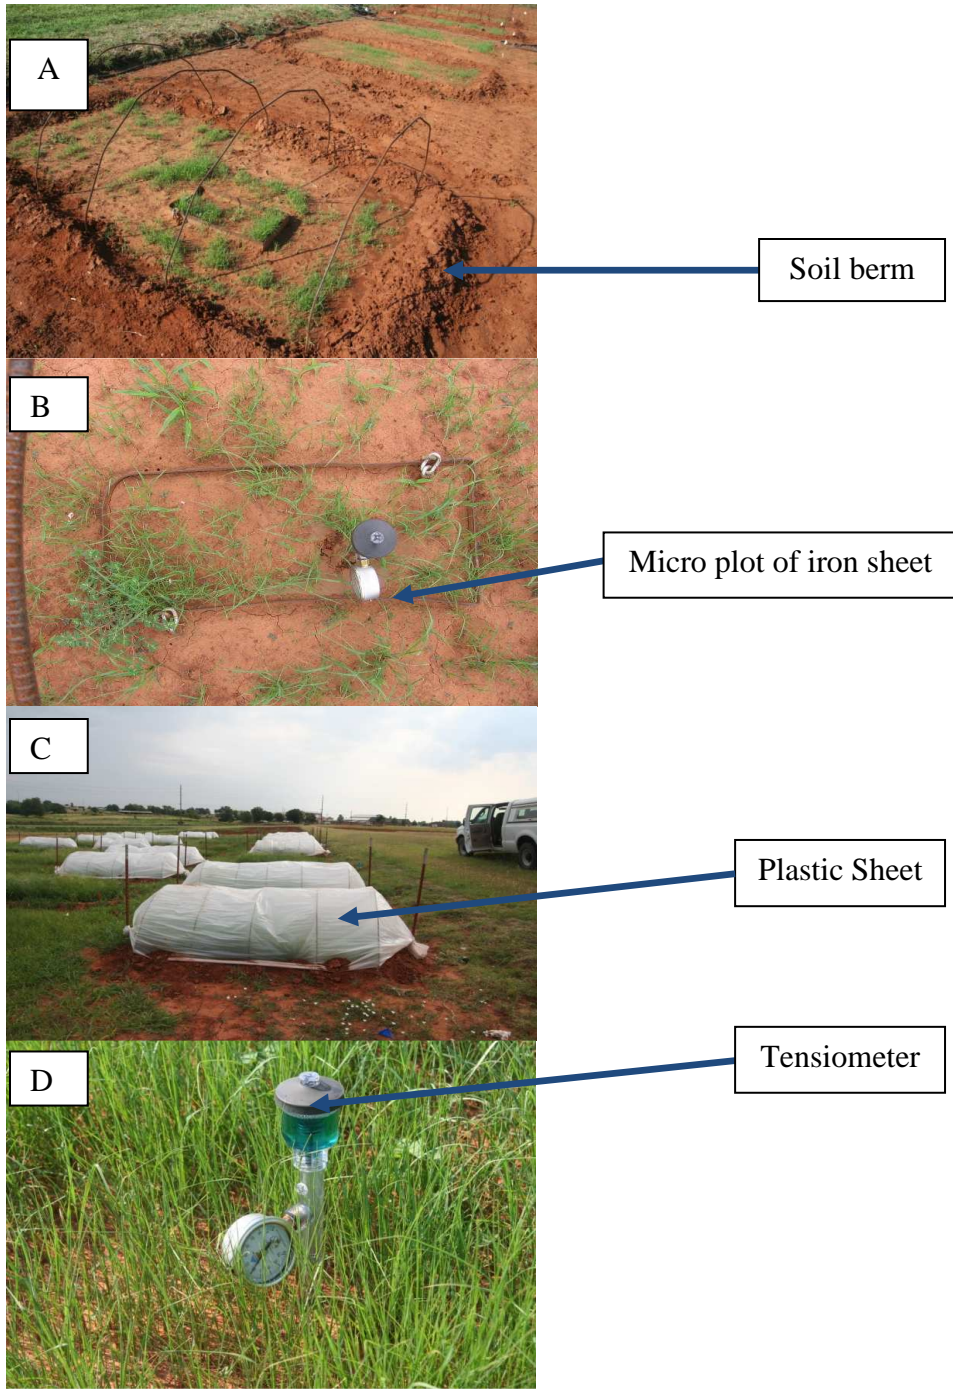 A
Soil berm
B
Micro plot of iron sheet
C
Plastic Sheet
D
Tensiometer